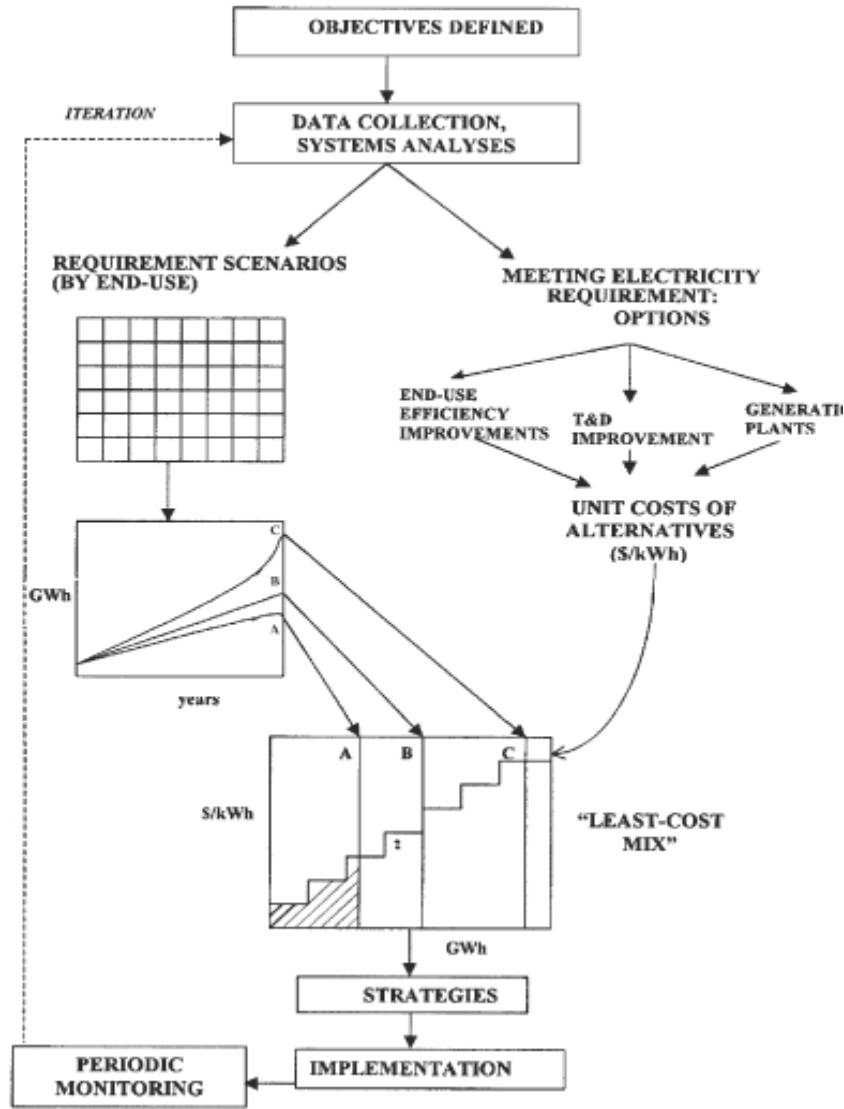 OBJECTIVES DEFINED
ITERATION
DATA COLLECTION,
SYSTEMS ANALYSES
REQUIREMENT SCENARIOS
(BY END-USE)
MEETING ELECTRICITY
REQUIREMENT:
OPTIONS
END-USE
EFFICIENCY
IMPROVEMENTS
T&D
IMPROVEMENT
GENERATIO
PLANTS
UNIT COSTS OF
ALTERNATIVES
($/kWh)
C
B
A
GWh
years
A
B
C
$/kWh
"LEAST-COST
MIX"
GWh
STRATEGIES
IMPLEMENTATION
PERIODIC
MONITORING